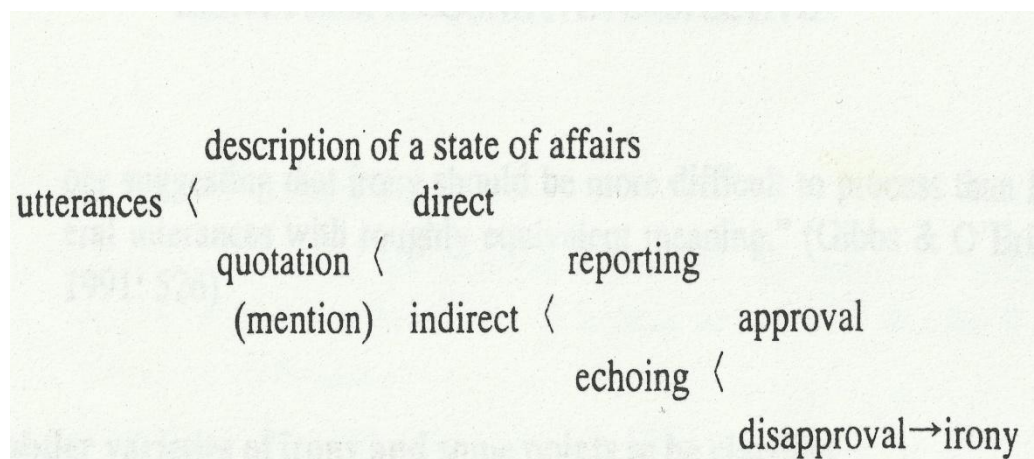 description of a state of affairs
utterances 〈 direct
quotation 〈 reporting
(mention) indirect 〈 approval
echoing 〈
disapproval→irony